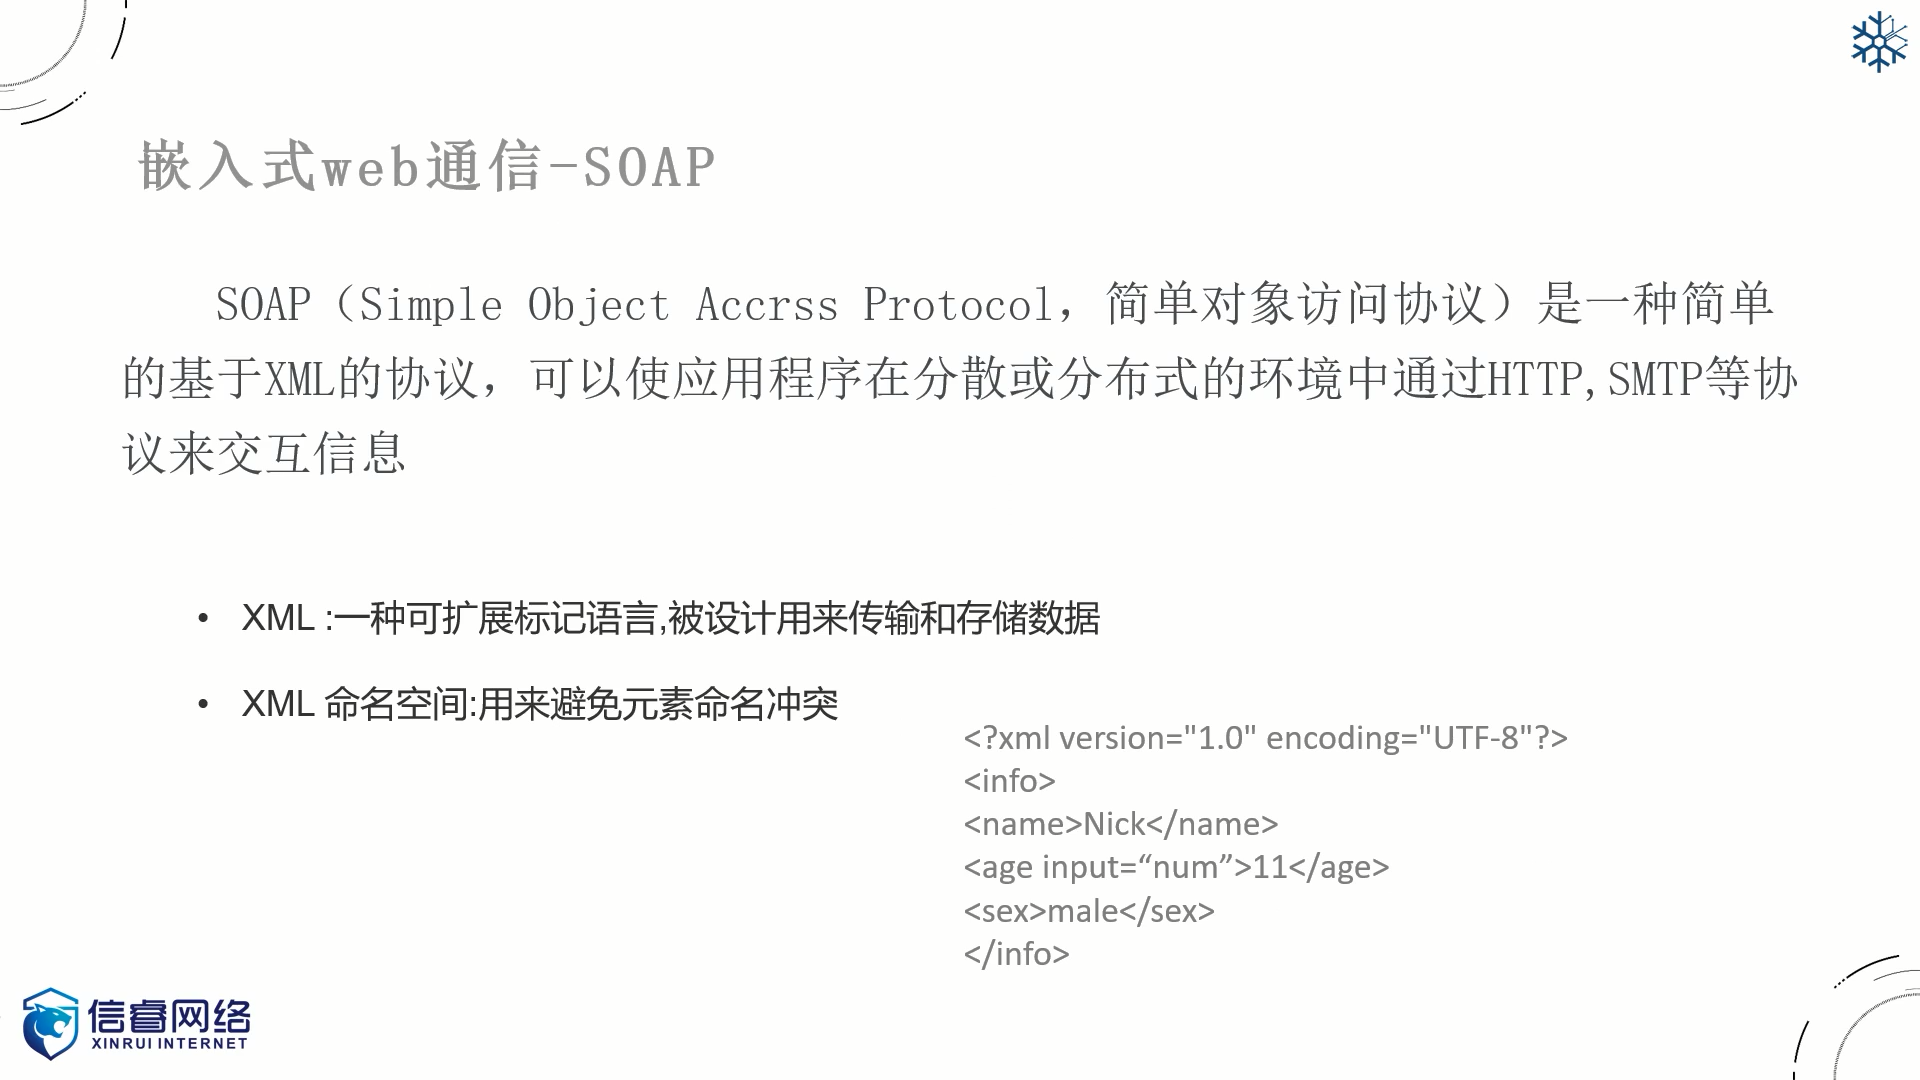 嵌入式web通信-SOAP
SOAP（Simple Object Accrss Protocol，简单对象访问协议）是一种简单
的基于XML的协议，可以使应用程序在分散或分布式的环境中通过HTTP,SMTP等协
议来交互信息
• XML :一种可扩展标记语言,被设计用来传输和存储数据
• XML 命名空间:用来避免元素命名冲突
<?xml version="1.0" encoding="UTF-8"?>
<info>
<name>Nick</name>
<age input=“num”>11</age>
<sex>male</sex>
</info>
信睿网络
XINRUI INTERNET